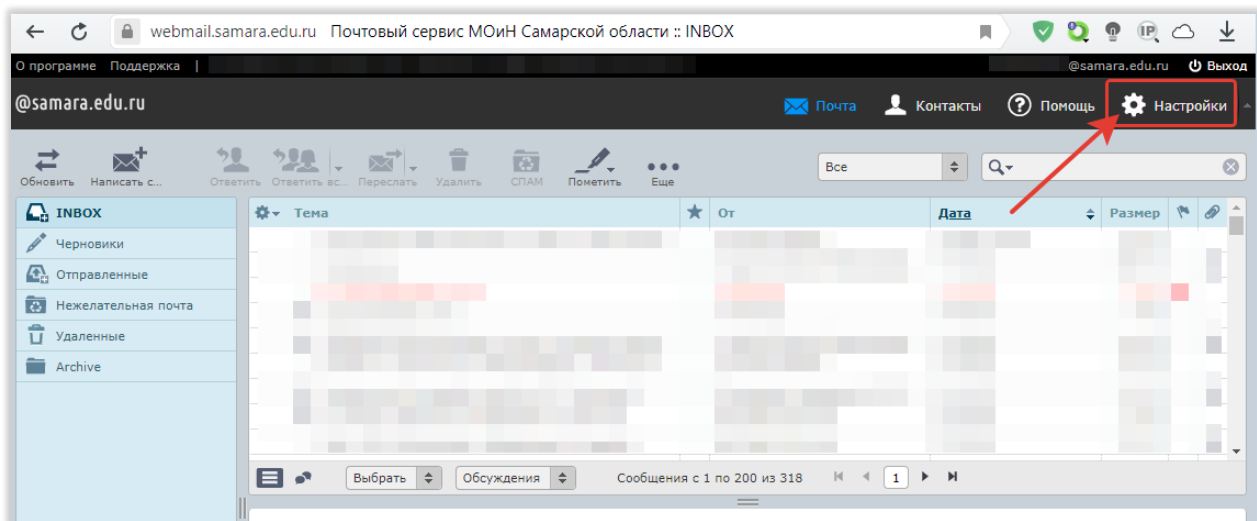 webmail.samara.edu.ru Почтовый сервис МОиН Самарской области :: INBOX
IP
О программе Поддержка | @samara.edu.ru Выход
@samara.edu.ru Почта Контакты ? Помощь Настройки
Обновить Написать с... Ответить Ответить вс... Переслать Удалить СПАМ Пометить Еще Все
INBOX Тема От Дата Размер
Черновики
Отправленные
Нежелательная почта
Удаленные
Archive
Выбрать Обсуждения Сообщения с 1 по 200 из 318 1